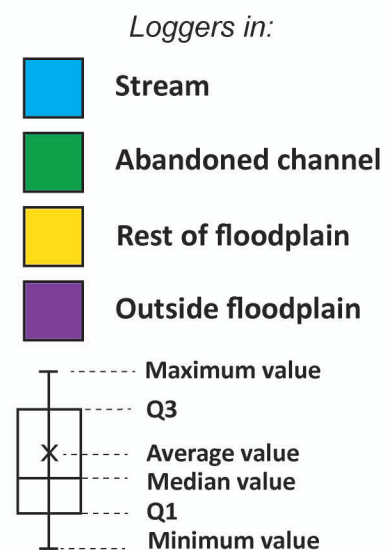 Loggers in:
Stream
Abandoned channel
Rest of floodplain
Outside floodplain
Maximum value
Q3
Average value
Median value
Q1
Minimum value